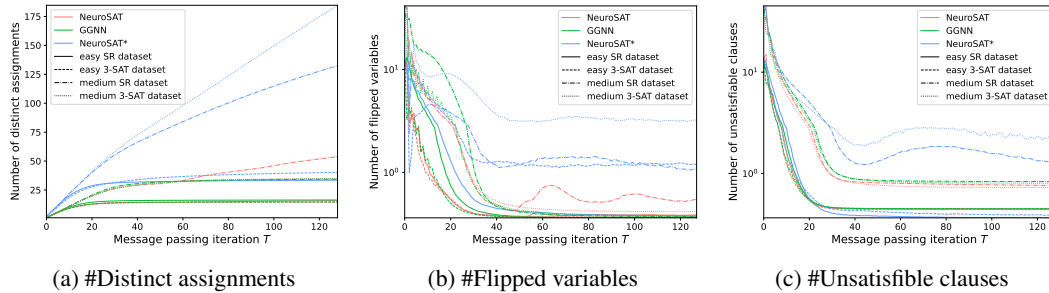 Number of distinct assignments
175
150
125
100
75
50
25
NeuroSAT
GGNN
NeuroSAT*
easy SR dataset
easy 3-SAT dataset
medium SR dataset
medium 3-SAT dataset
0 20 40 60 80 100 120
Message passing iteration T
(a) #Distinct assignments
Number of flipped variables
10¹
10⁰
NeuroSAT
GGNN
NeuroSAT*
easy SR dataset
easy 3-SAT dataset
medium SR dataset
medium 3-SAT dataset
0 20 40 60 80 100 120
Message passing iteration T
(b) #Flipped variables
Number of unsatisfiable clauses
10¹
10⁰
NeuroSAT
GGNN
NeuroSAT*
easy SR dataset
easy 3-SAT dataset
medium SR dataset
medium 3-SAT dataset
0 20 40 60 80 100 120
Message passing iteration T
(c) #Unsatisfible clauses